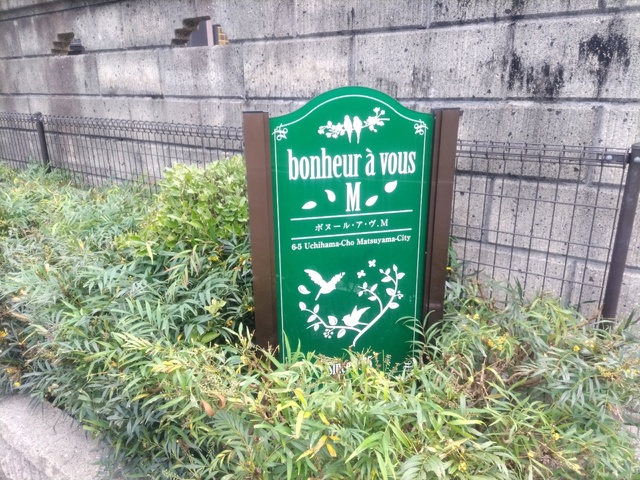 bonheur à vous
M
ボヌール・ア・ヴ.M
6-5 Uchihama-Cho Matsuyama-City